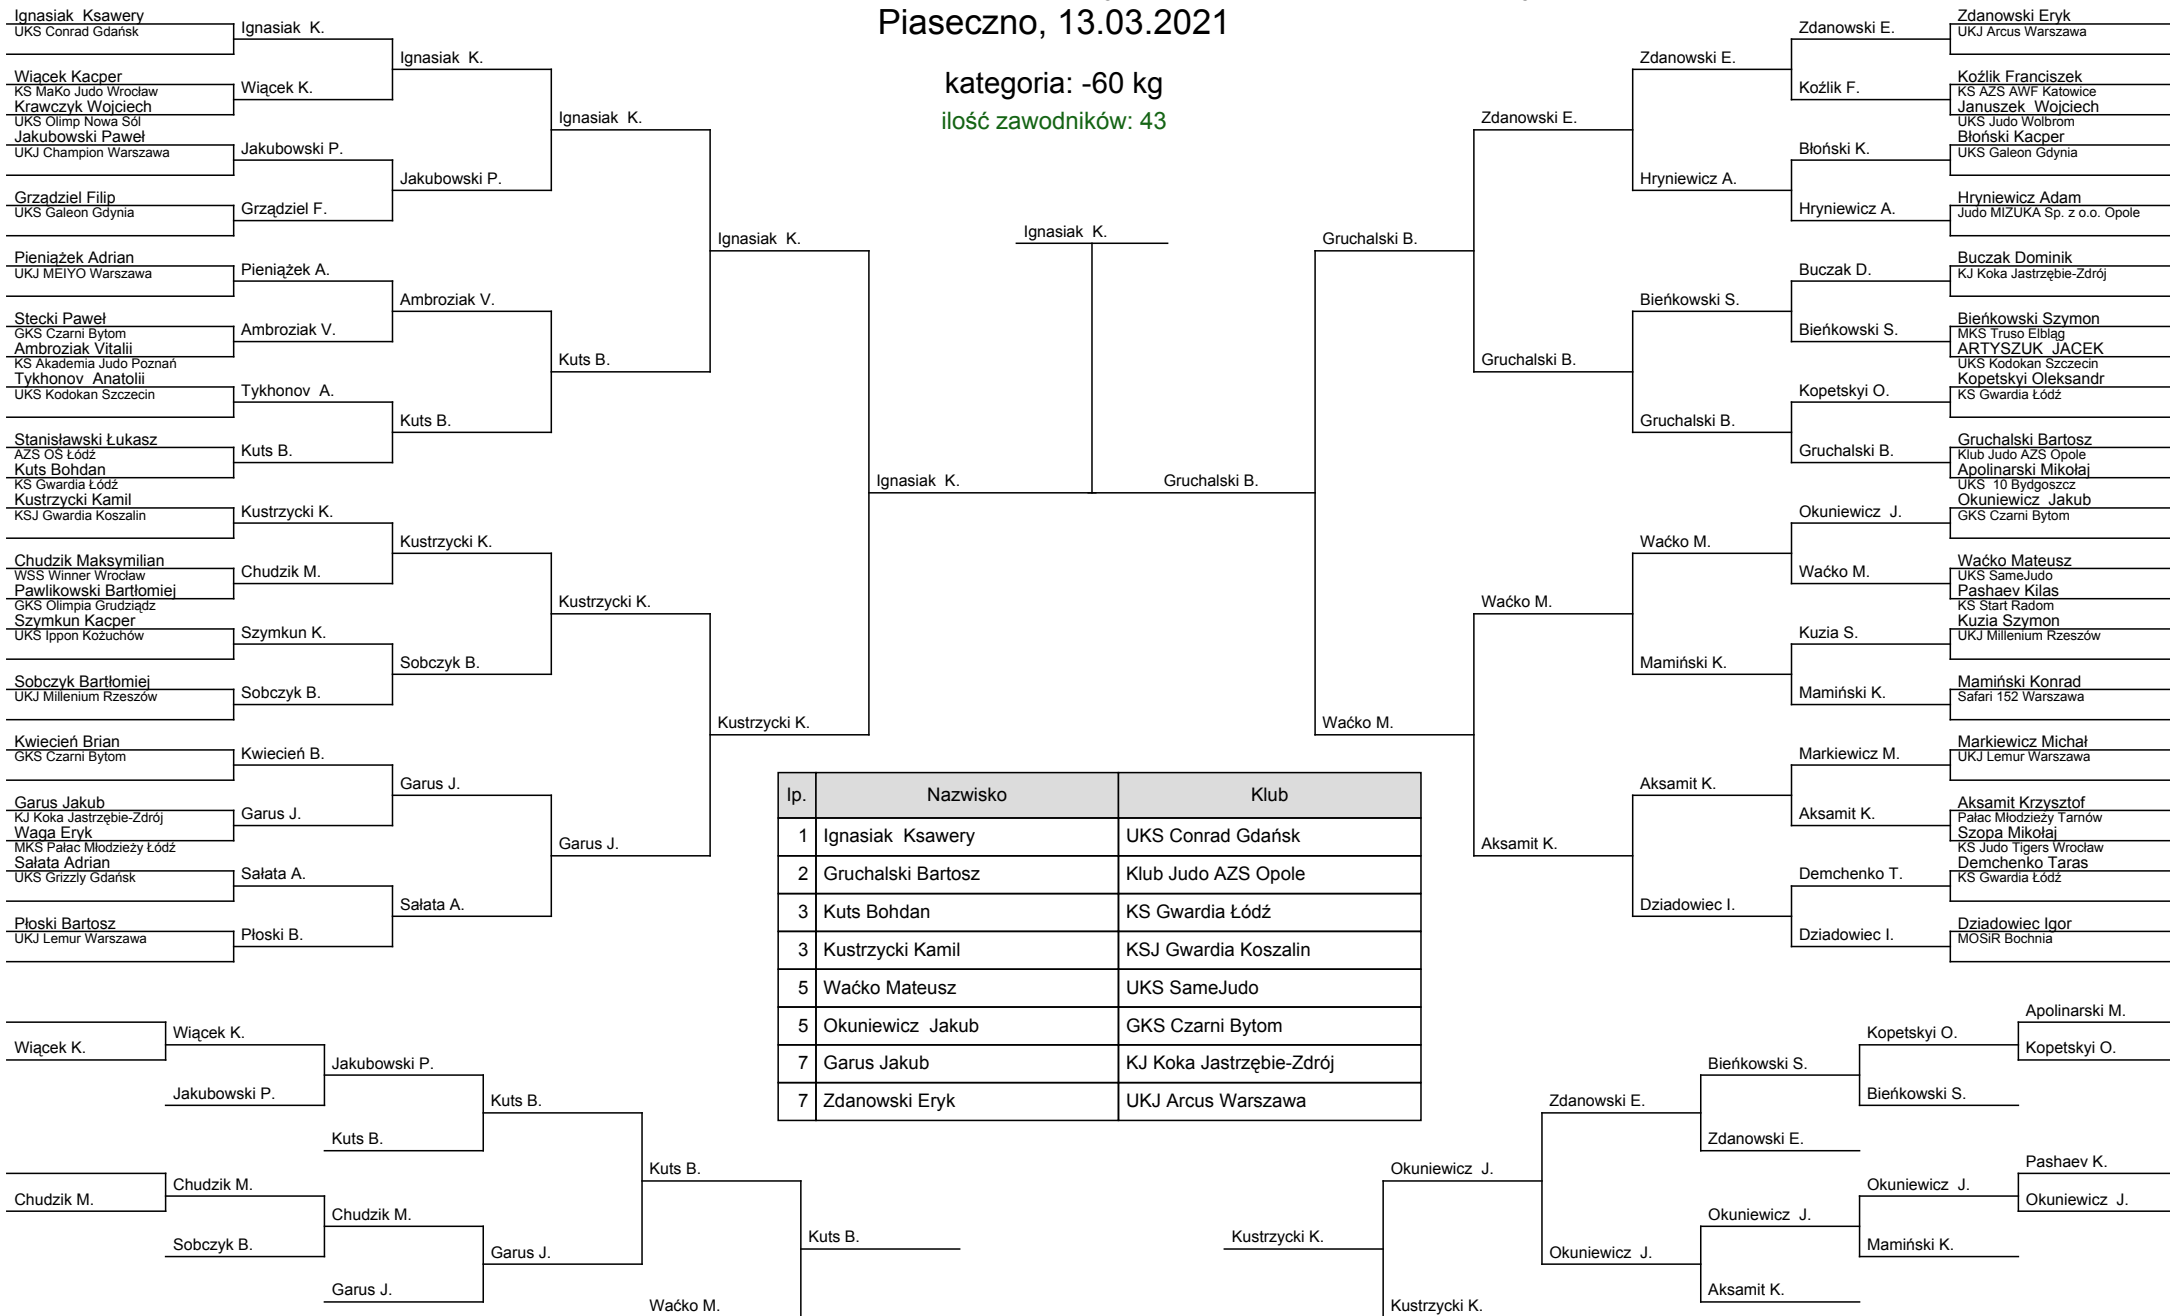 Piaseczno, 13.03.2021
kategoria: -60 kg
ilość zawodników: 43
Ignasiak Ksawery
UKS Conrad Gdańsk
Wiącek Kacper
KS MaKo Judo Wrocław
Krawczyk Wojciech
UKS Olimp Nowa Sól
Jakubowski Paweł
UKJ Champion Warszawa
Grządziel Filip
UKS Galeon Gdynia
Pieniążek Adrian
UKJ MEIYO Warszawa
Stecki Paweł
GKS Czarni Bytom
Ambroziak Vitalii
KS Akademia Judo Poznań
Tykhonov Anatolii
UKS Kodokan Szczecin
Stanisławski Łukasz
AZS OŚ Łódź
Kuts Bohdan
KS Gwardia Łódź
Kustrzycki Kamil
KSJ Gwardia Koszalin
Chudzik Maksymilian
WSS Winner Wrocław
Pawlikowski Bartłomiej
GKS Olimpia Grudziądz
Szymkun Kacper
UKS Ippon Kożuchów
Sobczyk Bartłomiej
UKJ Millenium Rzeszów
Kwiecień Brian
GKS Czarni Bytom
Garus Jakub
KJ Koka Jastrzębie-Zdrój
Waga Eryk
MKS Pałac Młodzieży Łódź
Sałata Adrian
UKS Grizzly Gdańsk
Płoski Bartosz
UKJ Lemur Warszawa
Ignasiak K.
Wiącek K.
Jakubowski P.
Grządziel F.
Pieniążek A.
Ambroziak V.
Tykhonov A.
Kuts B.
Kustrzycki K.
Chudzik M.
Szymkun K.
Sobczyk B.
Kwiecień B.
Garus J.
Sałata A.
Płoski B.
Ignasiak K.
Jakubowski P.
Ambroziak V.
Kuts B.
Kustrzycki K.
Sobczyk B.
Garus J.
Sałata A.
Ignasiak K.
Kuts B.
Kustrzycki K.
Garus J.
Ignasiak K.
Kustrzycki K.
Ignasiak K.
Ignasiak K.
Gruchalski B.
Gruchalski B.
Waćko M.
Zdanowski E.
Gruchalski B.
Waćko M.
Aksamit K.
Zdanowski E.
Hryniewicz A.
Bieńkowski S.
Gruchalski B.
Waćko M.
Mamiński K.
Aksamit K.
Dziadowiec I.
Zdanowski E.
Koźlik F.
Błoński K.
Hryniewicz A.
Buczak D.
Bieńkowski S.
Kopetskyi O.
Gruchalski B.
Okuniewicz J.
Waćko M.
Kuzia S.
Mamiński K.
Markiewicz M.
Aksamit K.
Demchenko T.
Dziadowiec I.
Zdanowski Eryk
UKJ Arcus Warszawa
Koźlik Franciszek
KS AZS AWF Katowice
Januszek Wojciech
UKS Judo Wolbrom
Błoński Kacper
UKS Galeon Gdynia
Hryniewicz Adam
Judo MIZUKA Sp. z o.o. Opole
Buczak Dominik
KJ Koka Jastrzębie-Zdrój
Bieńkowski Szymon
MKS Truso Elbląg
ARTYSZUK JACEK
UKS Kodokan Szczecin
Kopetskyi Oleksandr
KS Gwardia Łódź
Gruchalski Bartosz
Klub Judo AZS Opole
Apolinarski Mikołaj
UKS 10 Bydgoszcz
Okuniewicz Jakub
GKS Czarni Bytom
Waćko Mateusz
UKS SameJudo
Pashaev Kilas
KS Start Radom
Kuzia Szymon
UKJ Millenium Rzeszów
Mamiński Konrad
Safari 152 Warszawa
Markiewicz Michał
UKJ Lemur Warszawa
Aksamit Krzysztof
Pałac Młodzieży Tarnów
Szopa Mikołaj
KS Judo Tigers Wrocław
Demchenko Taras
KS Gwardia Łódź
Dziadowiec Igor
MOSiR Bochnia
lp. Nazwisko Klub
1 Ignasiak Ksawery UKS Conrad Gdańsk
2 Gruchalski Bartosz Klub Judo AZS Opole
3 Kuts Bohdan KS Gwardia Łódź
3 Kustrzycki Kamil KSJ Gwardia Koszalin
5 Waćko Mateusz UKS SameJudo
5 Okuniewicz Jakub GKS Czarni Bytom
7 Garus Jakub KJ Koka Jastrzębie-Zdrój
7 Zdanowski Eryk UKJ Arcus Warszawa
Wiącek K.
Chudzik M.
Wiącek K.
Jakubowski P.
Chudzik M.
Sobczyk B.
Jakubowski P.
Kuts B.
Chudzik M.
Garus J.
Kuts B.
Garus J.
Kuts B.
Waćko M.
Kuts B.
Kustrzycki K.
Okuniewicz J.
Kustrzycki K.
Zdanowski E.
Okuniewicz J.
Bieńkowski S.
Zdanowski E.
Okuniewicz J.
Aksamit K.
Kopetskyi O.
Bieńkowski S.
Okuniewicz J.
Mamiński K.
Apolinarski M.
Kopetskyi O.
Pashaev K.
Okuniewicz J.